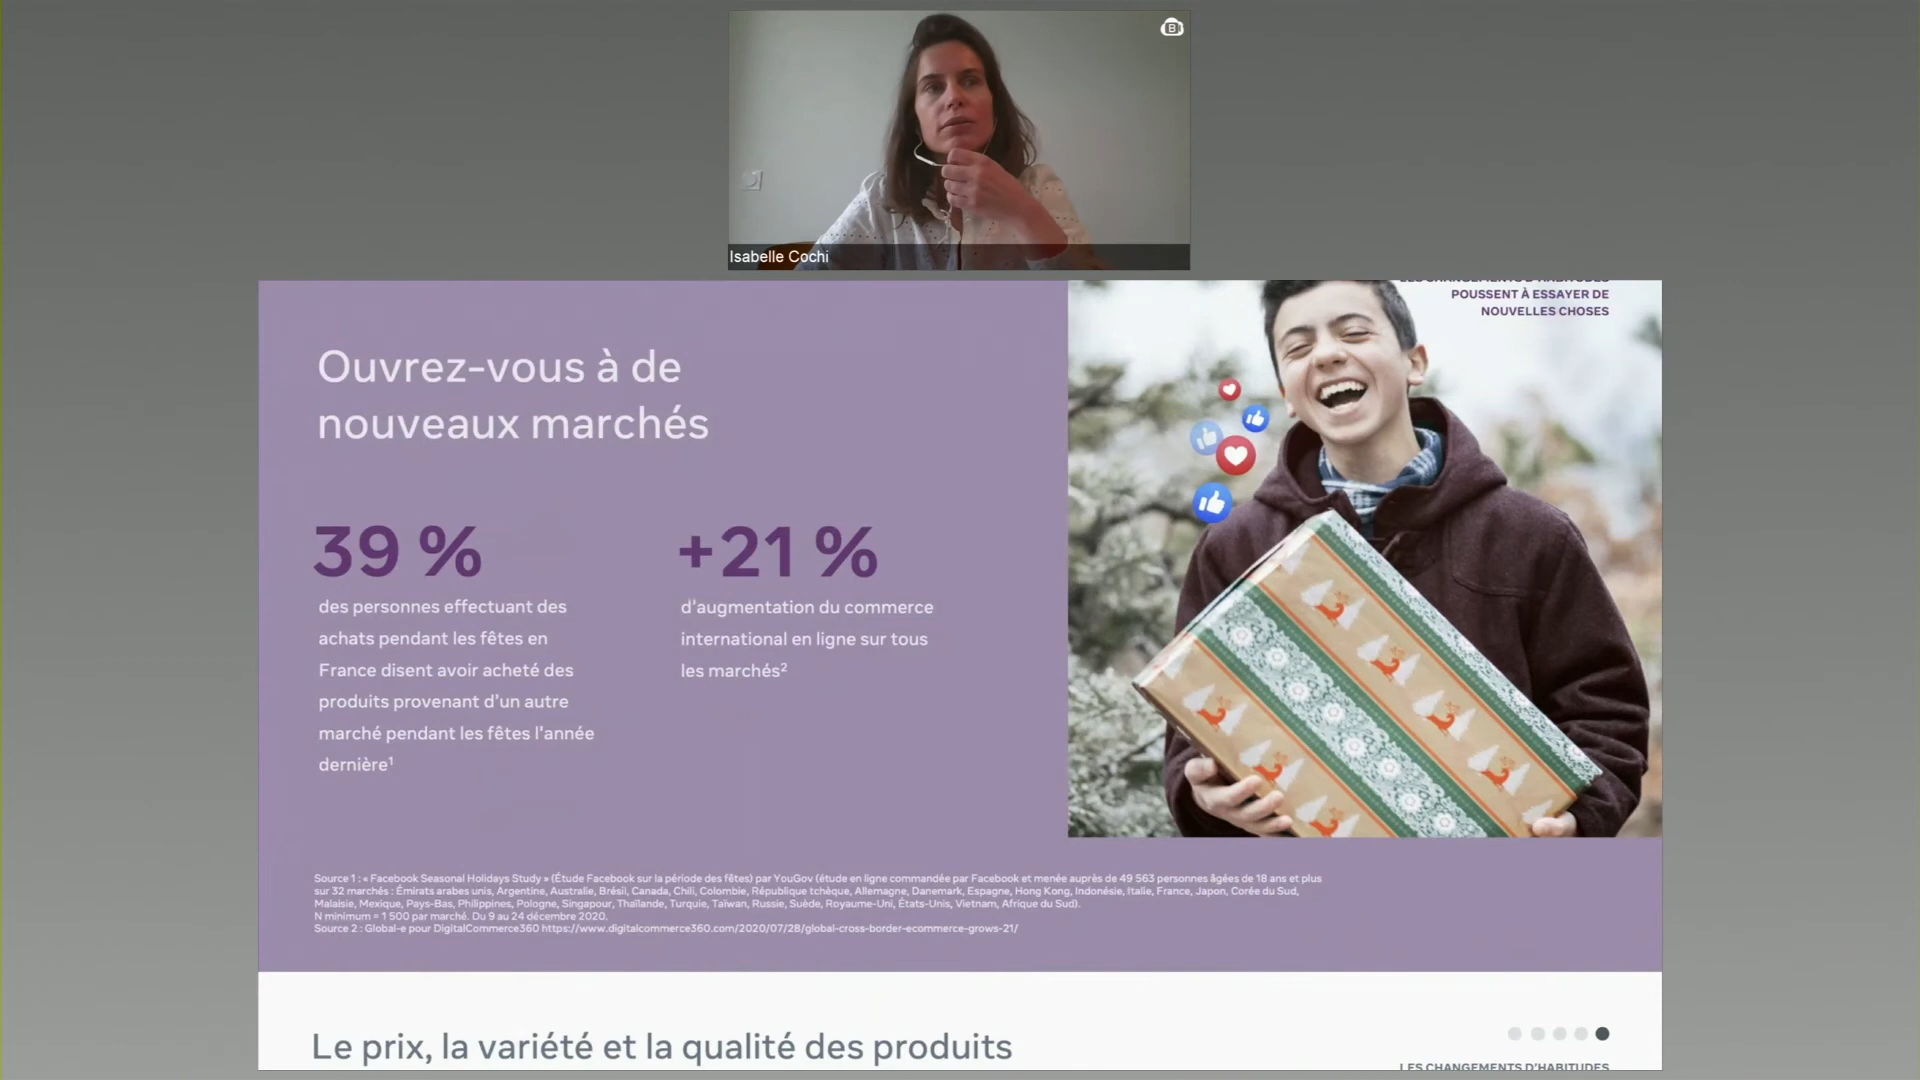 B
Isabelle Cochi
LES CHANGEMENTS D'HABITUDES
POUSSENT À ESSAYER DE
NOUVELLES CHOSES
Ouvrez-vous à de
nouveaux marchés
39 %
des personnes effectuant des
achats pendant les fêtes en
France disent avoir acheté des
produits provenant d'un autre
marché pendant les fêtes l'année
dernière¹
+21 %
d'augmentation du commerce
international en ligne sur tous
les marchés²
Source 1 : « Facebook Seasonal Holidays Study » (Étude Facebook sur la période des fêtes) par YouGov (étude en ligne commandée par Facebook et menée auprès de 49 563 personnes âgées de 18 ans et plus
sur 32 marchés : Émirats arabes unis, Argentine, Australie, Brésil, Canada, Chili, Colombie, République tchèque, Allemagne, Danemark, Espagne, Hong Kong, Indonésie, Italie, France, Japon, Corée du Sud,
Malaisie, Mexique, Pays-Bas, Philippines, Pologne, Singapour, Thaïlande, Turquie, Taïwan, Russie, Suède, Royaume-Uni, États-Unis, Vietnam, Afrique du Sud).
N minimum = 1 500 par marché. Du 9 au 24 décembre 2020.
Source 2 : Global-e pour DigitalCommerce360 https://www.digitalcommerce360.com/2020/07/28/global-cross-border-ecommerce-grows-21/
Le prix, la variété et la qualité des produits
LES CHANGEMENTS D'HABITUDES